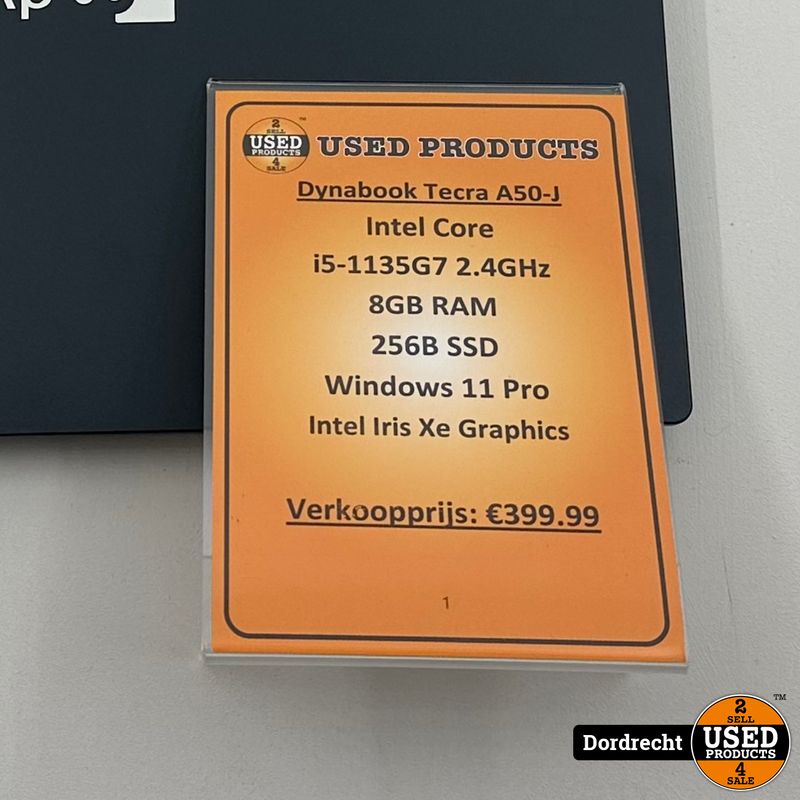 2
SELL
USED
PRODUCTS
4
SALE
™
USED PRODUCTS
Dynabook Tecra A50-J
Intel Core
i5-1135G7 2.4GHz
8GB RAM
256B SSD
Windows 11 Pro
Intel Iris Xe Graphics
Verkoopprijs: €399.99
1
Dordrecht
2
SELL
USED
PRODUCTS
4
SALE
™